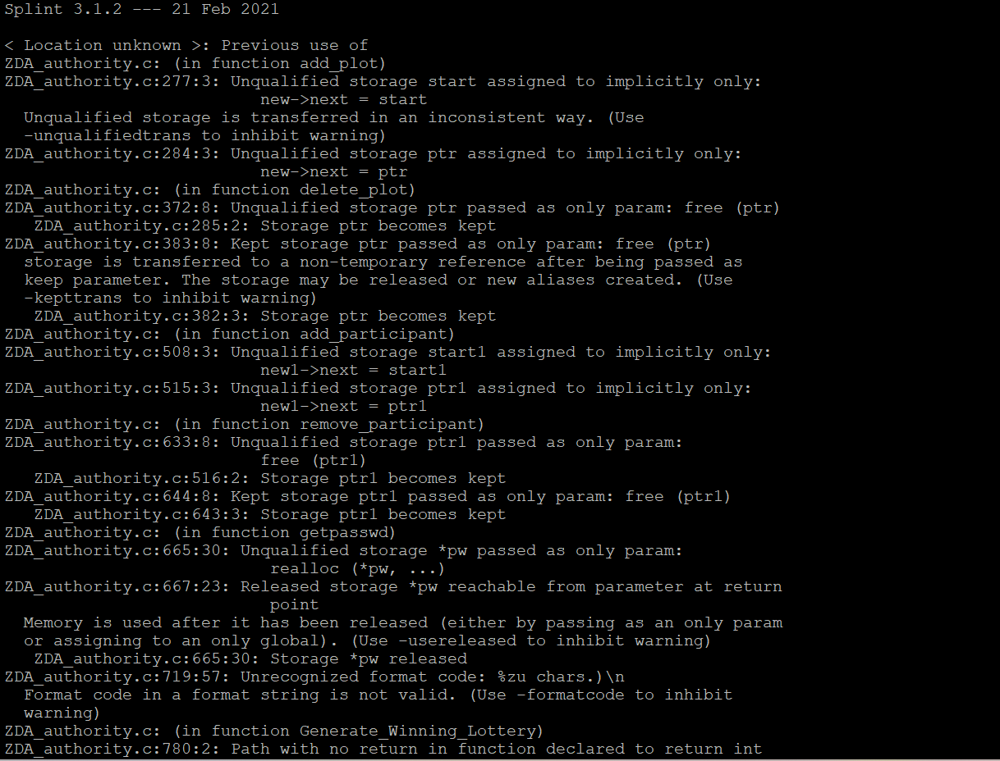 Splint 3.1.2 --- 21 Feb 2021
< Location unknown >: Previous use of
ZDA_authority.c: (in function add_plot)
ZDA_authority.c:277:3: Unqualified storage start assigned to implicitly only:
new->next = start
Unqualified storage is transferred in an inconsistent way. (Use
-unqualifiedtrans to inhibit warning)
ZDA_authority.c:284:3: Unqualified storage ptr assigned to implicitly only:
new->next = ptr
ZDA_authority.c: (in function delete_plot)
ZDA_authority.c:372:8: Unqualified storage ptr passed as only param: free (ptr)
ZDA_authority.c:285:2: Storage ptr becomes kept
ZDA_authority.c:383:8: Kept storage ptr passed as only param: free (ptr)
storage is transferred to a non-temporary reference after being passed as
keep parameter. The storage may be released or new aliases created. (Use
-kepttrans to inhibit warning)
ZDA_authority.c:382:3: Storage ptr becomes kept
ZDA_authority.c: (in function add_participant)
ZDA_authority.c:508:3: Unqualified storage start1 assigned to implicitly only:
new1->next = start1
ZDA_authority.c:515:3: Unqualified storage ptr1 assigned to implicitly only:
new1->next = ptr1
ZDA_authority.c: (in function remove_participant)
ZDA_authority.c:633:8: Unqualified storage ptr1 passed as only param:
free (ptr1)
ZDA_authority.c:516:2: Storage ptr1 becomes kept
ZDA_authority.c:644:8: Kept storage ptr1 passed as only param: free (ptr1)
ZDA_authority.c:643:3: Storage ptr1 becomes kept
ZDA_authority.c: (in function getpasswd)
ZDA_authority.c:665:30: Unqualified storage *pw passed as only param:
realloc (*pw, ...)
ZDA_authority.c:667:23: Released storage *pw reachable from parameter at return
point
Memory is used after it has been released (either by passing as an only param
or assigning to an only global). (Use -usereleased to inhibit warning)
ZDA_authority.c:665:30: Storage *pw released
ZDA_authority.c:719:57: Unrecognized format code: %zu chars.)\n
Format code in a format string is not valid. (Use -formatcode to inhibit
warning)
ZDA_authority.c: (in function Generate_Winning_Lottery)
ZDA_authority.c:780:2: Path with no return in function declared to return int